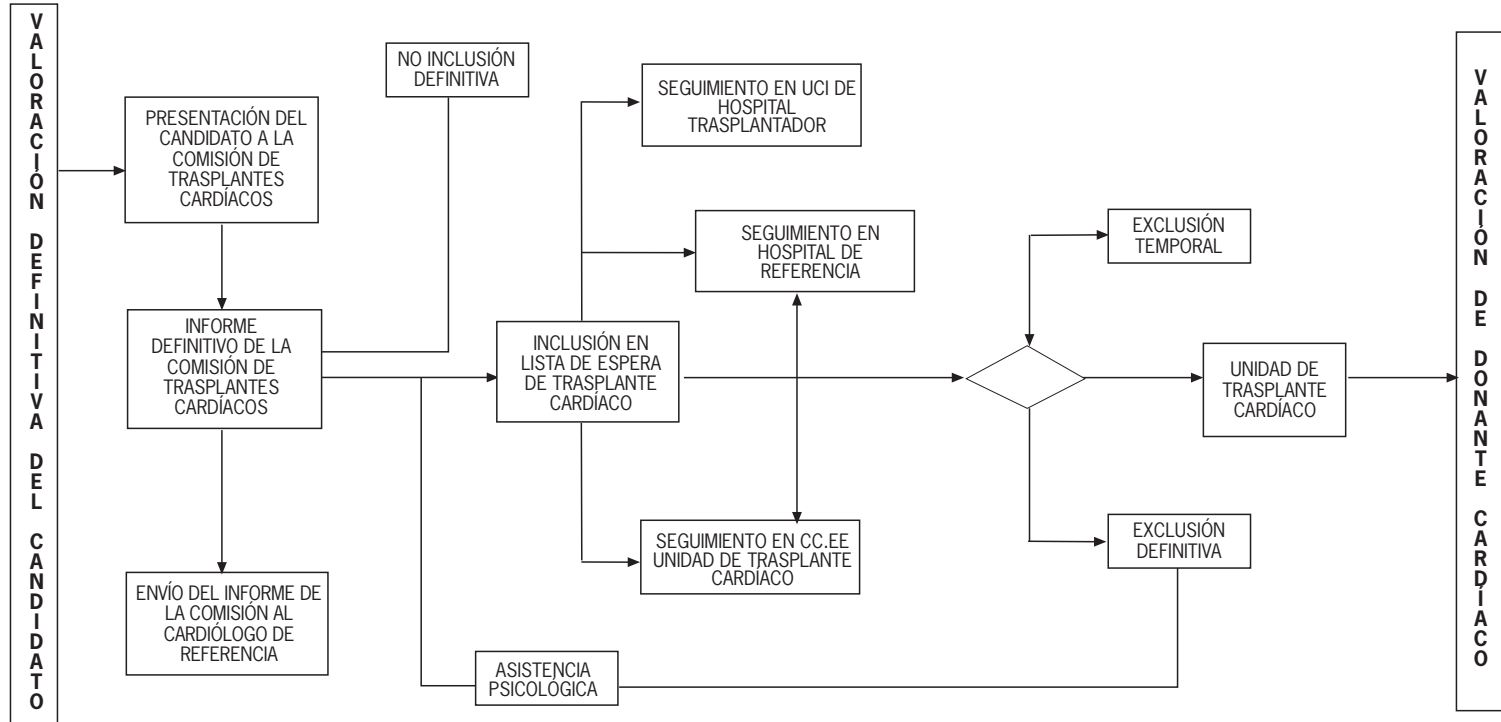 VALORACIÓN DEFINITIVA DEL CANDIDATO
PRESENTACIÓN DEL
CANDIDATO A LA
COMISIÓN DE
TRASPLANTES
CARDÍACOS
INFORME
DEFINITIVO DE LA
COMISIÓN DE
TRASPLANTES
CARDÍACOS
ENVÍO DEL INFORME DE
LA COMISIÓN AL
CARDIÓLOGO DE
REFERENCIA
NO INCLUSIÓN
DEFINITIVA
INCLUSIÓN EN
LISTA DE ESPERA
DE TRASPLANTE
CARDÍACO
ASISTENCIA
PSICOLÓGICA
SEGUIMIENTO EN UCI DE
HOSPITAL
TRASPLANTADOR
SEGUIMIENTO EN
HOSPITAL DE
REFERENCIA
SEGUIMIENTO EN CC.EE
UNIDAD DE TRASPLANTE
CARDÍACO
EXCLUSIÓN
TEMPORAL
UNIDAD DE
TRASPLANTE
CARDÍACO
EXCLUSIÓN
DEFINITIVA
VALORACIÓN DE DONANTE CARDÍACO